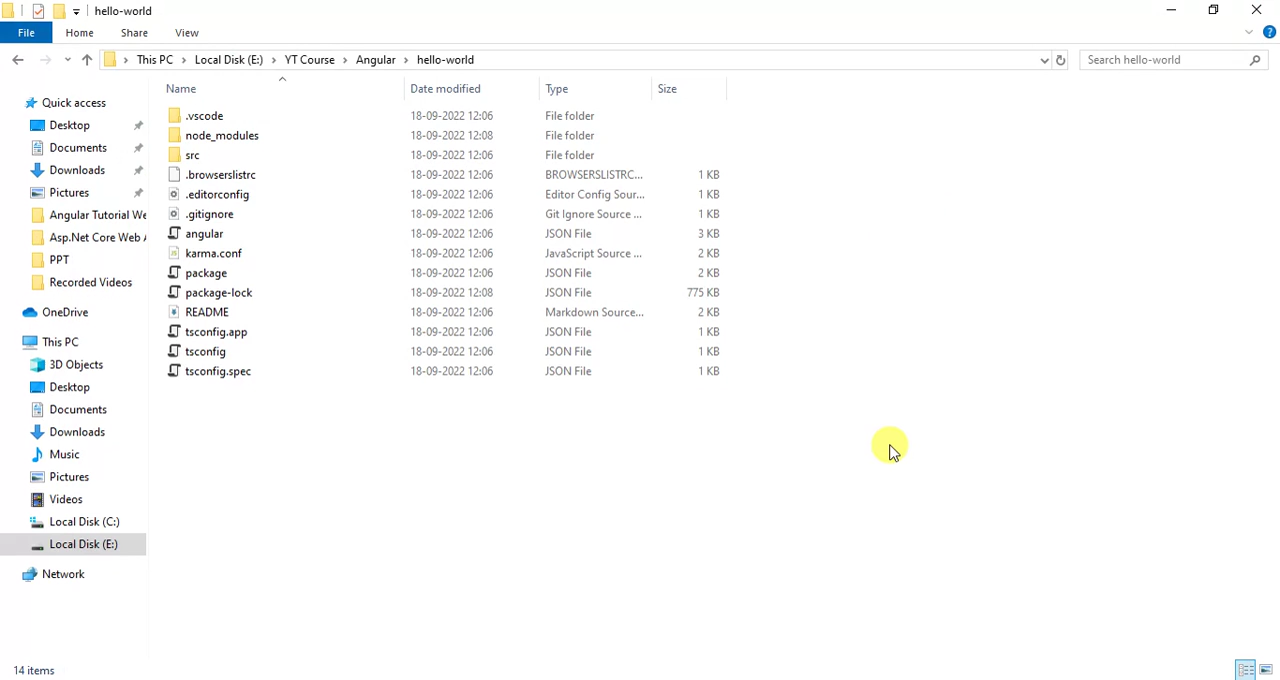 hello-world
File Home Share View
This PC Local Disk (E:) YT Course Angular hello-world Search hello-world
Name Date modified Type Size
Quick access
Desktop
Documents
Downloads
Pictures
Angular Tutorial We
Asp.Net Core Web A
PPT
Recorded Videos
OneDrive
This PC
3D Objects
Desktop
Documents
Downloads
Music
Pictures
Videos
Local Disk (C:)
Local Disk (E:)
Network
.vscode 18-09-2022 12:06 File folder
node_modules 18-09-2022 12:08 File folder
src 18-09-2022 12:06 File folder
.browserslistrc 18-09-2022 12:06 BROWSERSLISTRC... 1 KB
.editorconfig 18-09-2022 12:06 Editor Config Sour... 1 KB
.gitignore 18-09-2022 12:06 Git Ignore Source ... 1 KB
angular 18-09-2022 12:06 JSON File 3 KB
karma.conf 18-09-2022 12:06 JavaScript Source ... 2 KB
package 18-09-2022 12:06 JSON File 2 KB
package-lock 18-09-2022 12:08 JSON File 775 KB
README 18-09-2022 12:06 Markdown Source... 2 KB
tsconfig.app 18-09-2022 12:06 JSON File 1 KB
tsconfig 18-09-2022 12:06 JSON File 1 KB
tsconfig.spec 18-09-2022 12:06 JSON File 1 KB
14 items